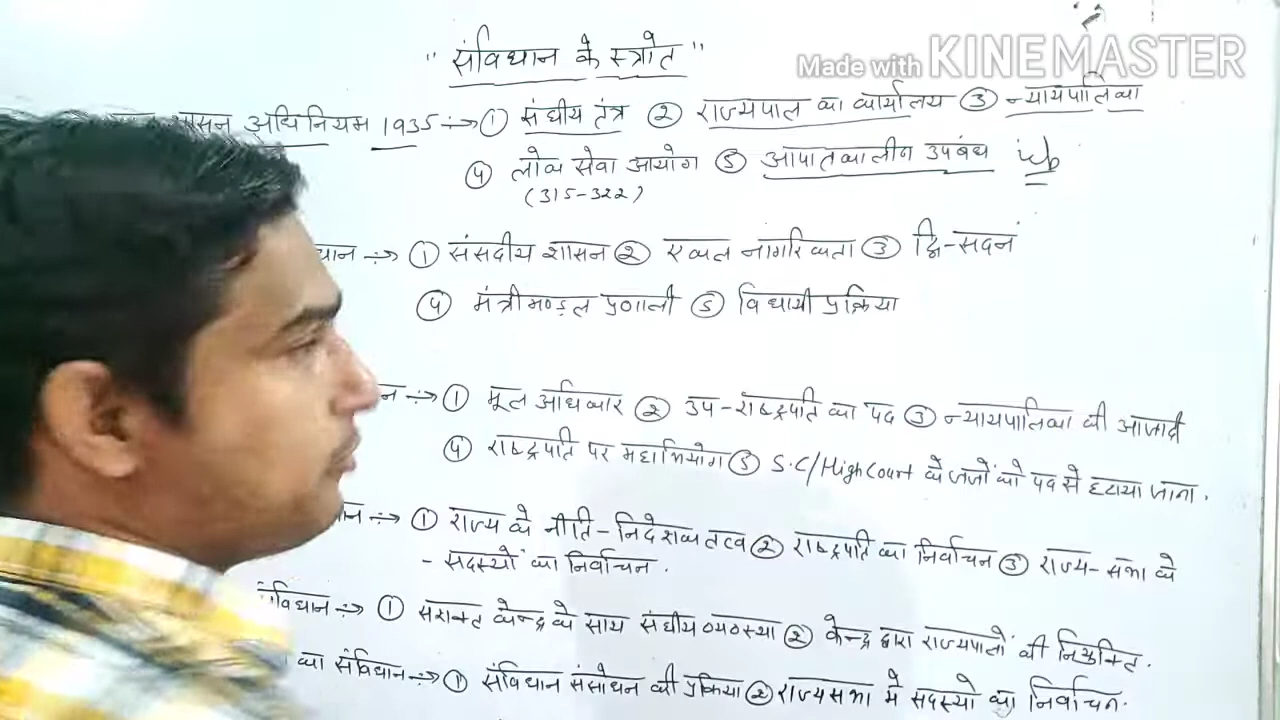 Made with KINEMASTER
" संविधान के स्त्रोत "
शासन अधिनियम 1935 → ① संघीय तंत्र ② राज्यपाल का कार्यालय ③ न्यायपालिका
④ लोक सेवा आयोग ⑤ आपातकालीन उपबंध
(315-322)
धान → ① संसदीय शासन ② एकल नागरिकता ③ द्वि-सदनं
④ मंत्रीमण्ड़ल प्रणाली ⑤ विधायी प्रक्रिया
न → ① मूल अधिकार ② उप-राष्ट्रपति का पद ③ न्यायपालिका की आजादी
④ राष्ट्रपति पर महाभियोग ⑤ S.C/High Court के जजों को पद से हटाया जाना.
ान → ① राज्य के नीति-निदेशक तत्व ② राष्ट्रपति का निर्वाचन ③ राज्य-सभा के
- सदस्यों का निर्वाचन.
विधान → ① सशक्त केन्द्र के साथ संघीय व्यवस्था ② केन्द्र द्वारा राज्यपालों की नियुक्ति.
का संविधान → ① संविधान संसोधन की प्रक्रिया ② राज्यसभा मे सदस्यो का निर्वाचन.